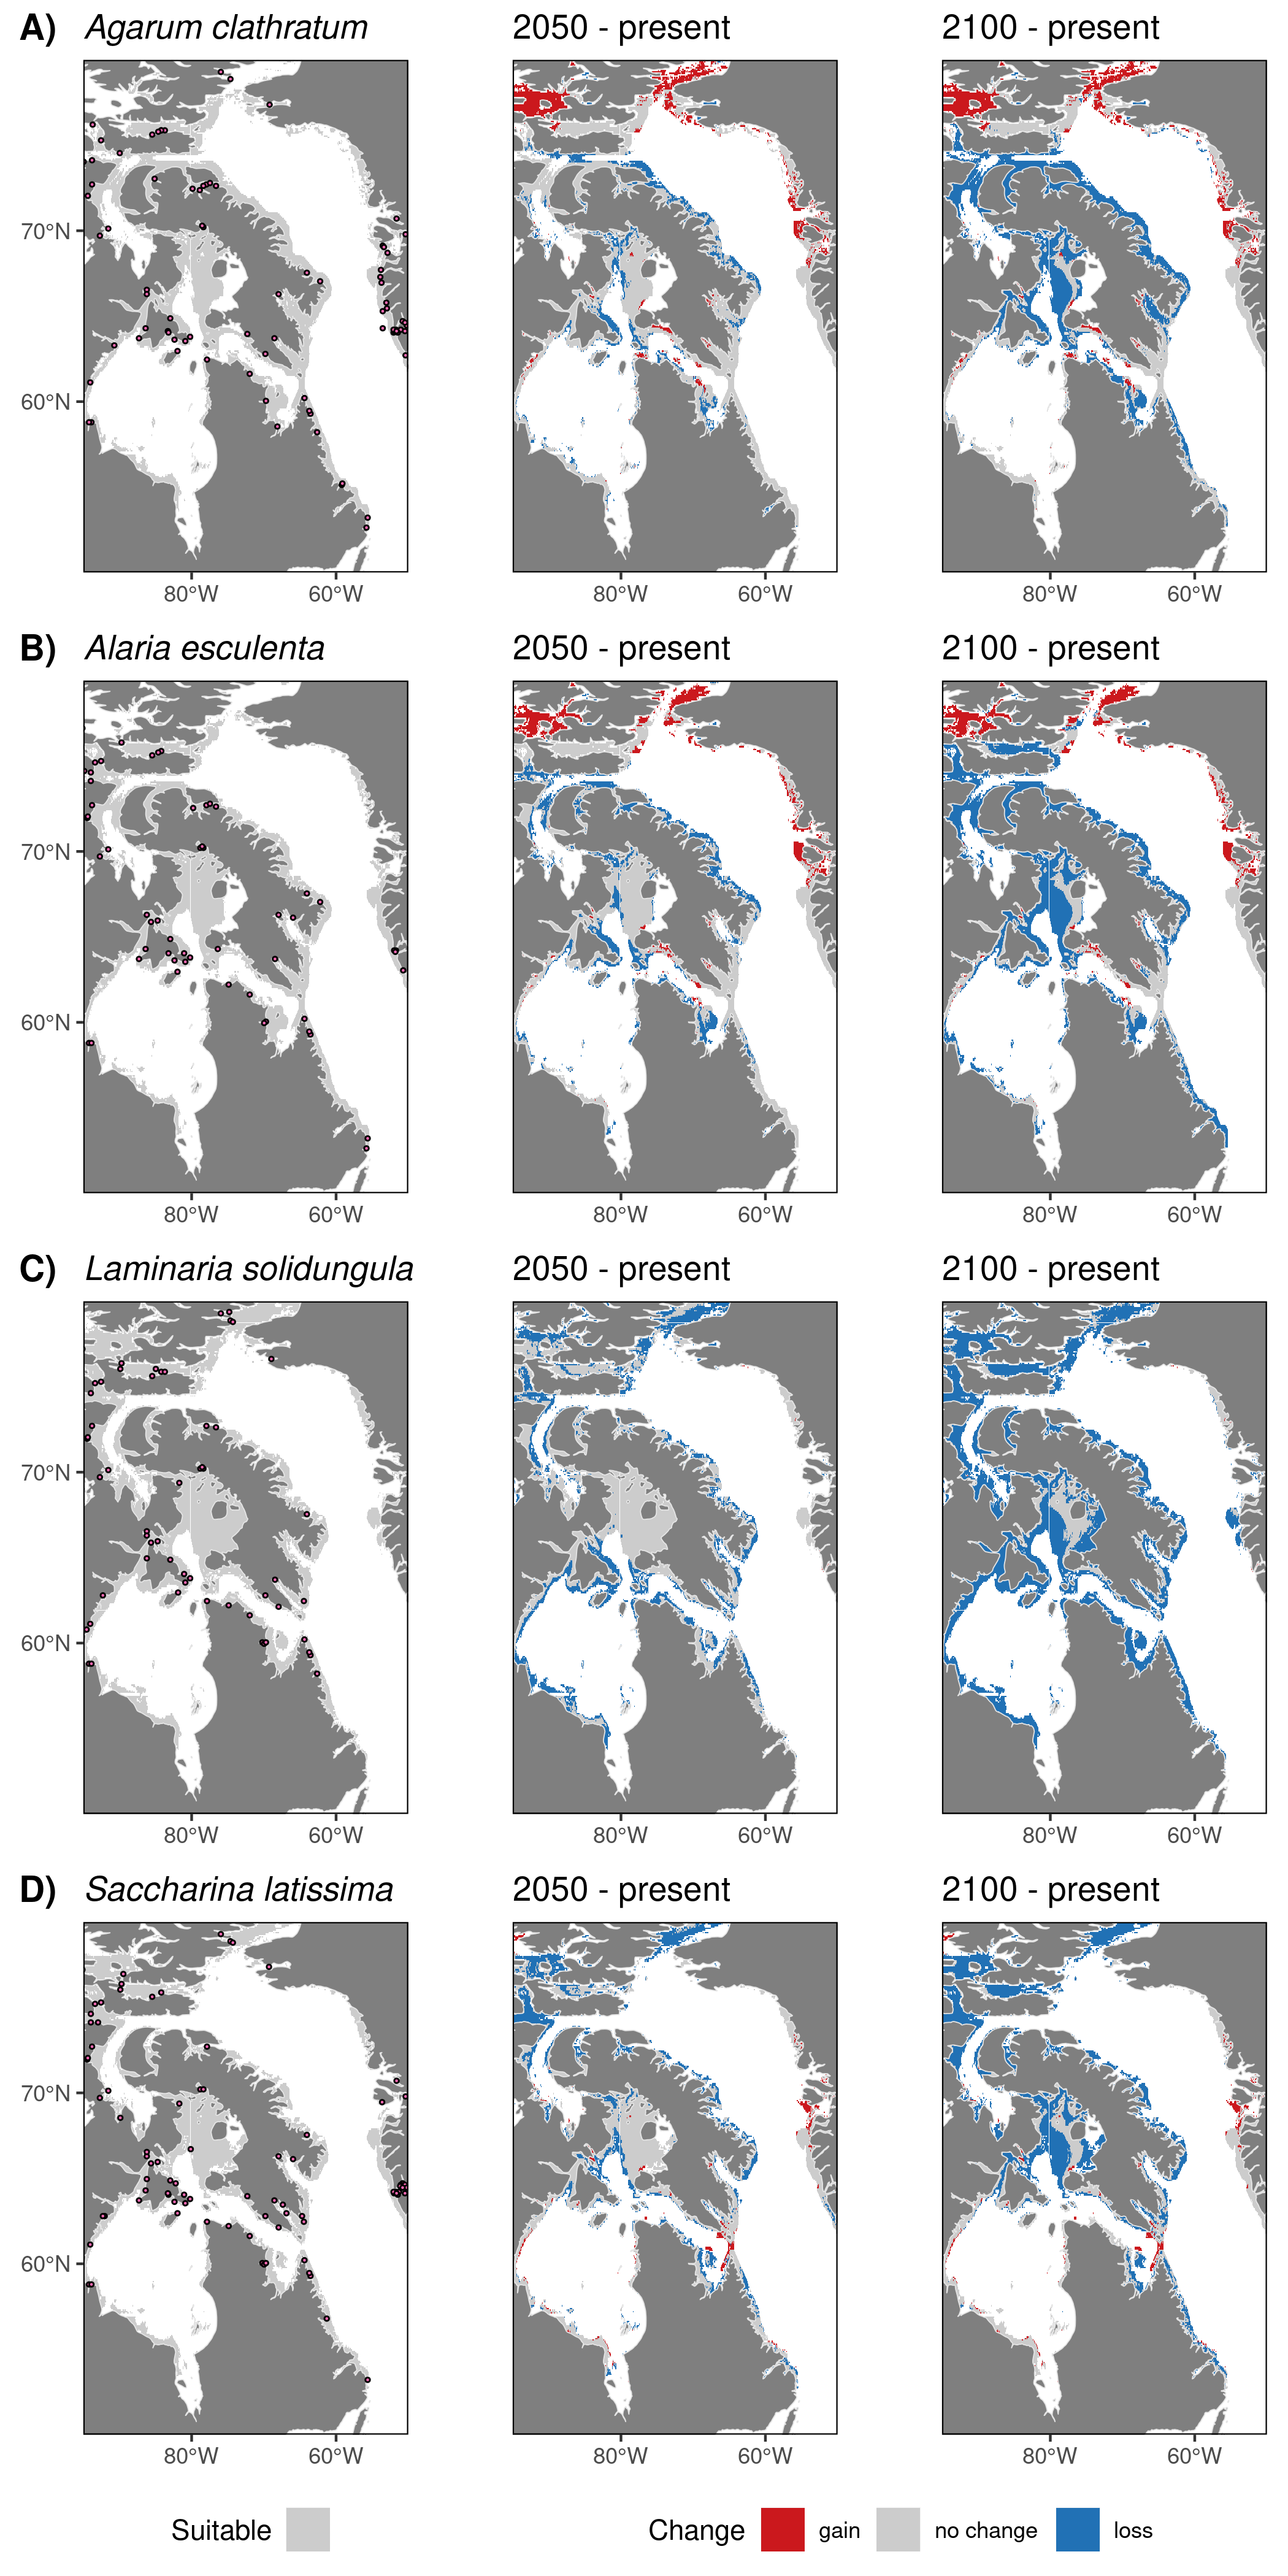 A) Agarum clathratum 2050 - present 2100 - present
70°N
60°N
80°W 60°W 80°W 60°W 80°W 60°W
B) Alaria esculenta 2050 - present 2100 - present
70°N
60°N
80°W 60°W 80°W 60°W 80°W 60°W
C) Laminaria solidungula 2050 - present 2100 - present
70°N
60°N
80°W 60°W 80°W 60°W 80°W 60°W
D) Saccharina latissima 2050 - present 2100 - present
70°N
60°N
80°W 60°W 80°W 60°W 80°W 60°W
Suitable Change gain no change loss